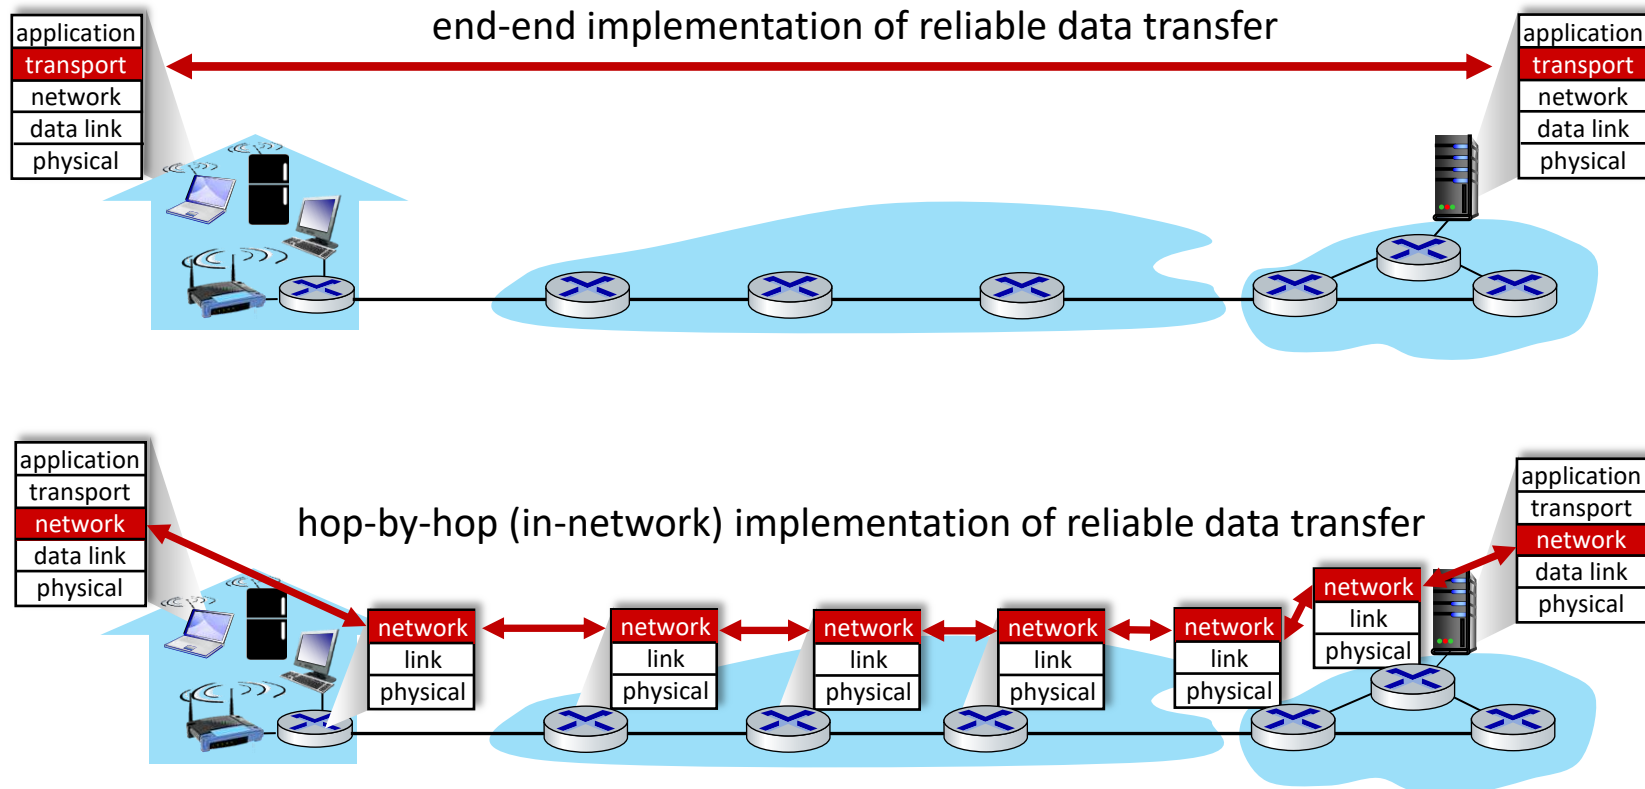 end-end implementation of reliable data transfer
application
transport
network
data link
physical
application
transport
network
data link
physical
hop-by-hop (in-network) implementation of reliable data transfer
application
transport
network
data link
physical
network
link
physical
network
link
physical
network
link
physical
network
link
physical
network
link
physical
network
link
physical
application
transport
network
data link
physical